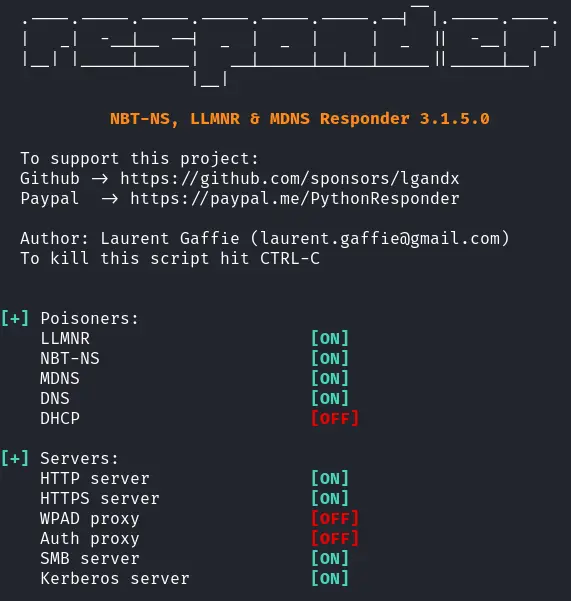 responder
NBT-NS, LLMNR & MDNS Responder 3.1.5.0
To support this project:
Github -> https://github.com/sponsors/lgandx
Paypal  -> https://paypal.me/PythonResponder
Author: Laurent Gaffie (laurent.gaffie@gmail.com)
To kill this script hit CTRL-C
[+] Poisoners:
LLMNR [ON]
NBT-NS [ON]
MDNS [ON]
DNS [ON]
DHCP [OFF]
[+] Servers:
HTTP server [ON]
HTTPS server [ON]
WPAD proxy [OFF]
Auth proxy [OFF]
SMB server [ON]
Kerberos server [ON]